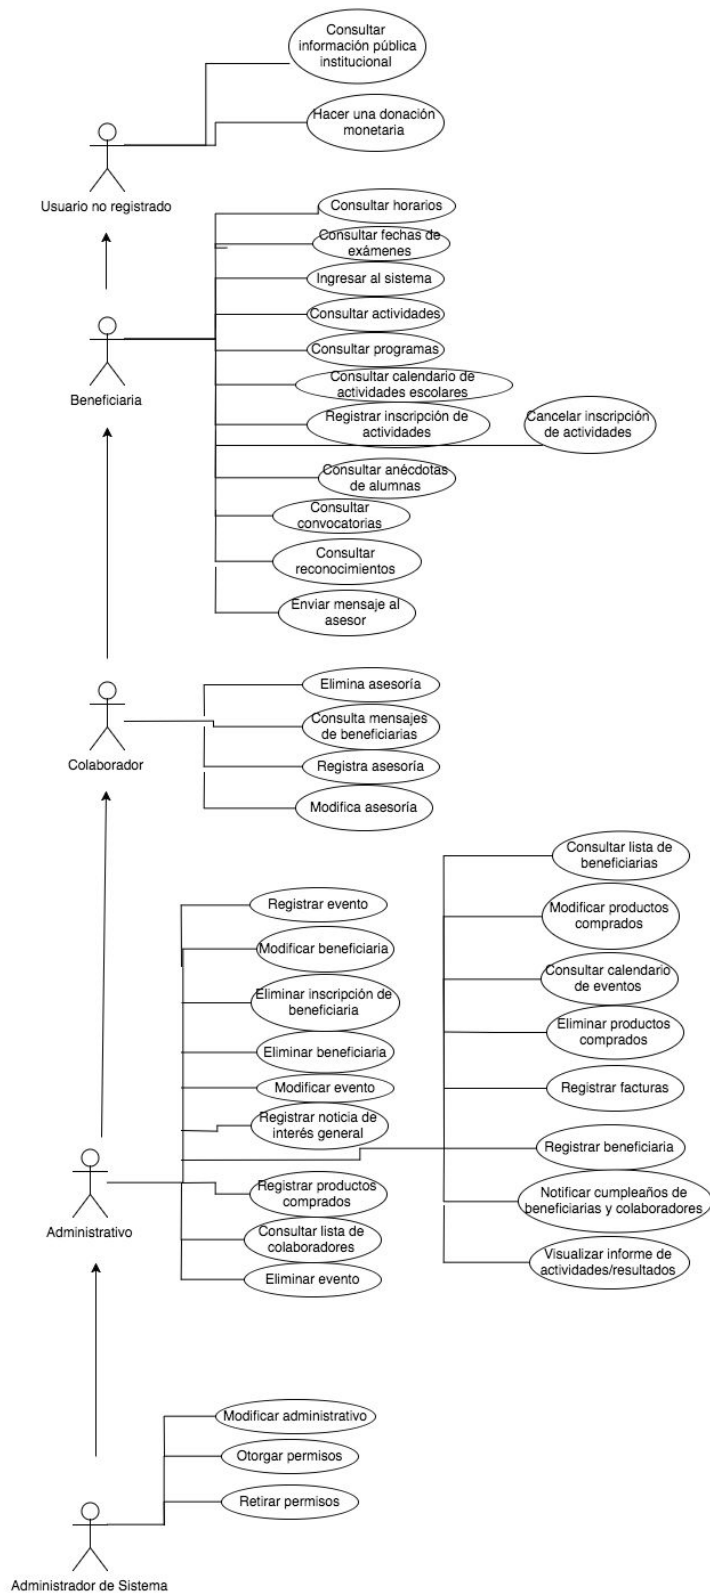 Consultar
información pública
institucional
Hacer una donación
monetaria
Usuario no registrado
Consultar horarios
Consultar fechas de
exámenes
Ingresar al sistema
Consultar actividades
Consultar programas
Beneficiaria
Consultar calendario de
actividades escolares
Registrar inscripción de
actividades
Cancelar inscripción
de actividades
Consultar anécdotas
de alumnas
Consultar
convocatorias
Consultar
reconocimientos
Enviar mensaje al
asesor
Elimina asesoría
Consulta mensajes
de beneficiarias
Registra asesoría
Modifica asesoría
Colaborador
Registrar evento
Modificar beneficiaria
Eliminar inscripción de
beneficiaria
Eliminar beneficiaria
Modificar evento
Registrar noticia de
interés general
Registrar productos
comprados
Consultar lista de
colaboradores
Eliminar evento
Consultar lista de
beneficiarias
Modificar productos
comprados
Consultar calendario
de eventos
Eliminar productos
comprados
Registrar facturas
Registrar beneficiaria
Notificar cumpleaños de
beneficiarias y colaboradores
Visualizar informe de
actividades/resultados
Administrativo
Modificar administrativo
Otorgar permisos
Retirar permisos
Administrador de Sistema